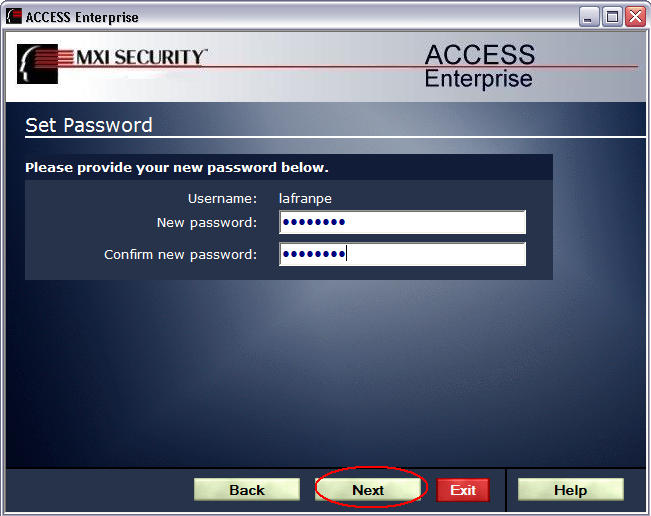 ACCESS Enterprise
MXI SECURITY™
ACCESS
Enterprise
Set Password
Please provide your new password below.
Username: lafranpe
New password: ●●●●●●●●
Confirm new password: ●●●●●●●●
Back Next Exit Help